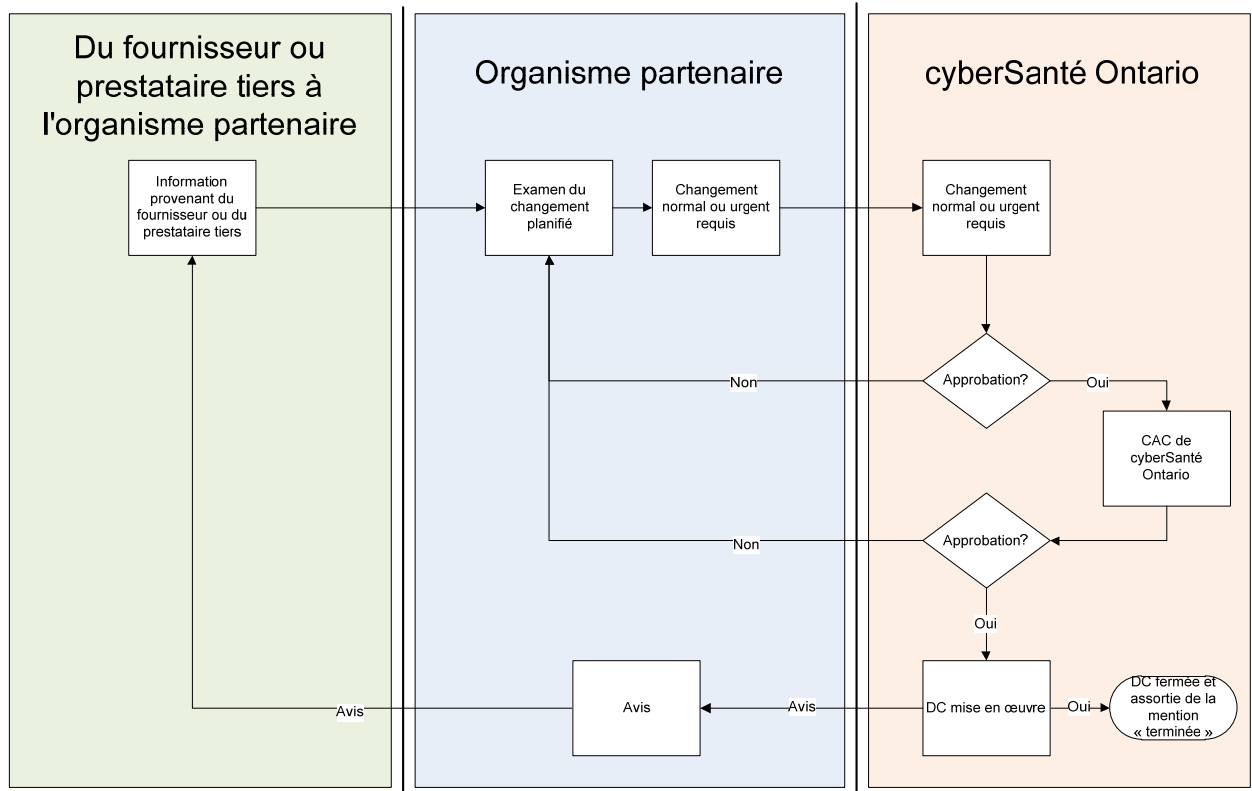 Du fournisseur ou
prestataire tiers à
l'organisme partenaire
Organisme partenaire
cyberSanté Ontario
Information
provenant du
fournisseur ou du
prestataire tiers
Examen du
changement
planifié
Changement
normal ou urgent
requis
Changement
normal ou urgent
requis
Approbation?
Non
Oui
CAC de
cyberSanté
Ontario
Approbation?
Non
Oui
Avis
Avis
Avis
DC mise en œuvre
Oui
DC fermée et
assortie de la
mention
« terminée »